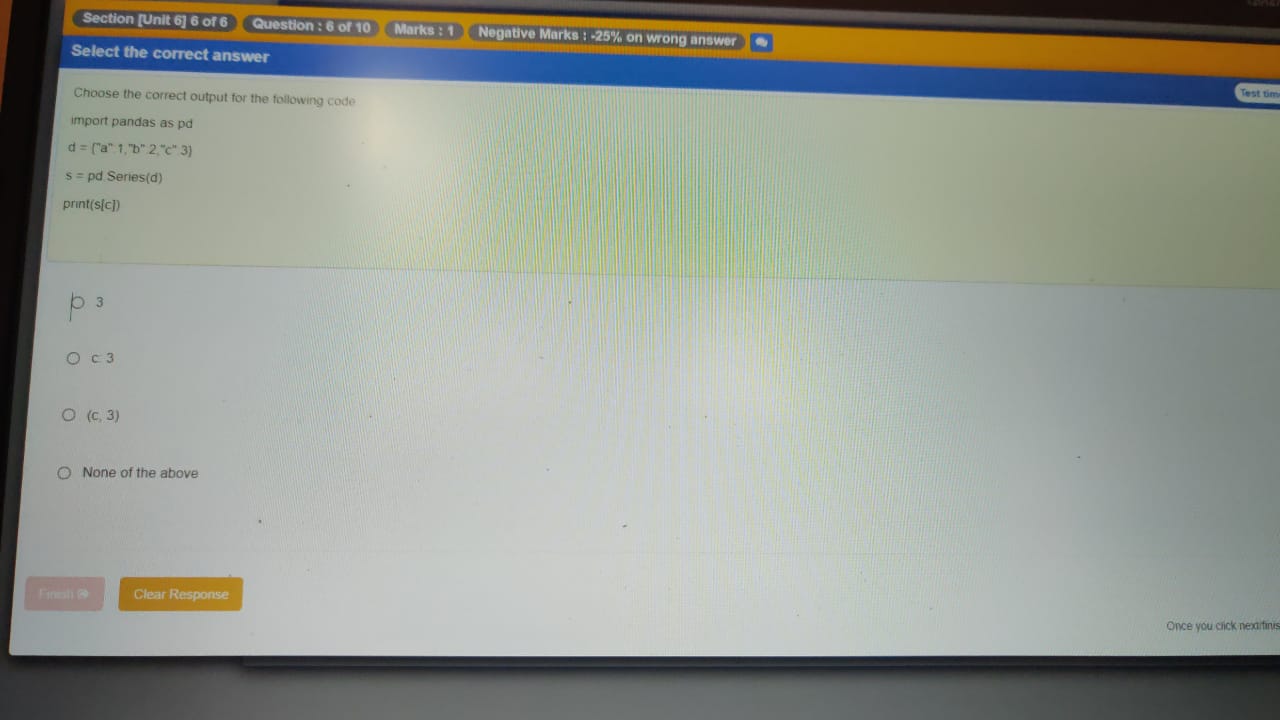 Section [Unit 6] 6 of 6 Question : 6 of 10 Marks : 1 Negative Marks : -25% on wrong answer
Select the correct answer
Test tim
Choose the correct output for the following code
import pandas as pd
d = {"a":1,"b":2,"c":3}
s = pd.Series(d)
print(s[c])
3
c: 3
(c, 3)
None of the above
Finish
Clear Response
Once you click next/finis